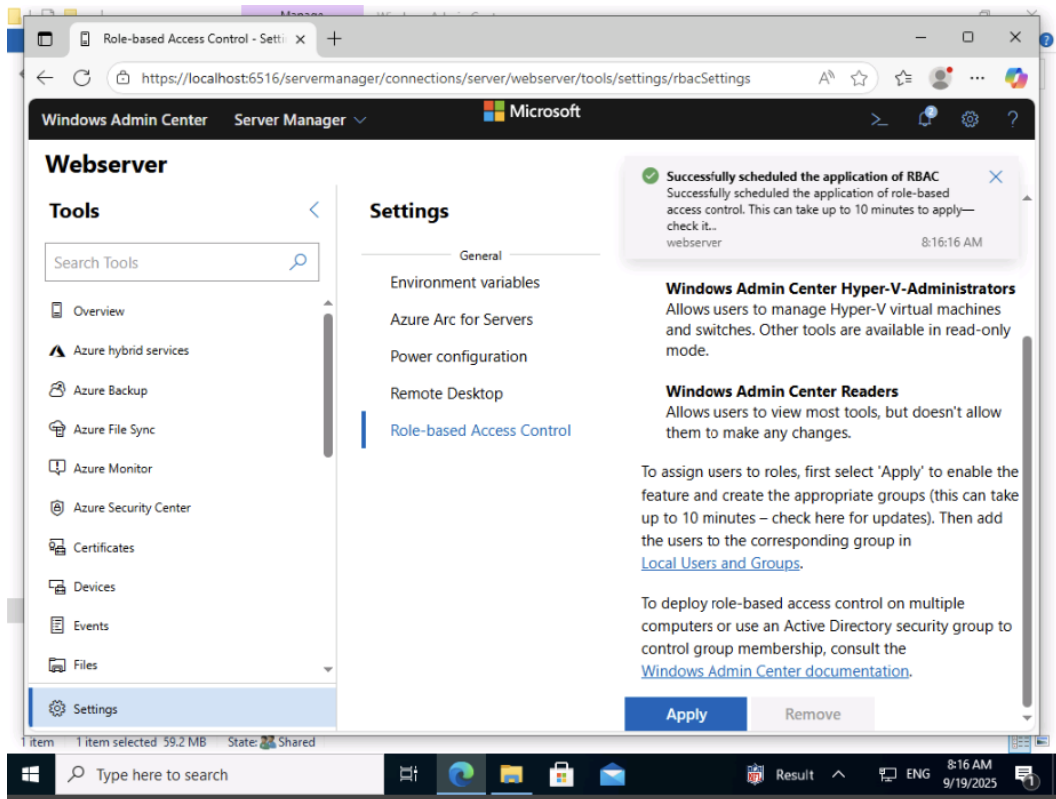 Manage
Role-based Access Control - Setti
https://localhost:6516/servermanager/connections/server/webserver/tools/settings/rbacSettings
Windows Admin Center
Server Manager
Microsoft
2
?
Webserver
Tools
Search Tools
Overview
Azure hybrid services
Azure Backup
Azure File Sync
Azure Monitor
Azure Security Center
Certificates
Devices
Events
Files
Settings
Settings
General
Environment variables
Azure Arc for Servers
Power configuration
Remote Desktop
Role-based Access Control
Successfully scheduled the application of RBAC
Successfully scheduled the application of role-based
access control. This can take up to 10 minutes to apply—
check it...
webserver 8:16:16 AM
Windows Admin Center Hyper-V-Administrators
Allows users to manage Hyper-V virtual machines
and switches. Other tools are available in read-only
mode.
Windows Admin Center Readers
Allows users to view most tools, but doesn't allow
them to make any changes.
To assign users to roles, first select 'Apply' to enable the
feature and create the appropriate groups (this can take
up to 10 minutes – check here for updates). Then add
the users to the corresponding group in
Local Users and Groups.
To deploy role-based access control on multiple
computers or use an Active Directory security group to
control group membership, consult the
Windows Admin Center documentation.
Apply
Remove
1 item 1 item selected 59.2 MB State: Shared
Type here to search
Result
ENG
8:16 AM
9/19/2025
1